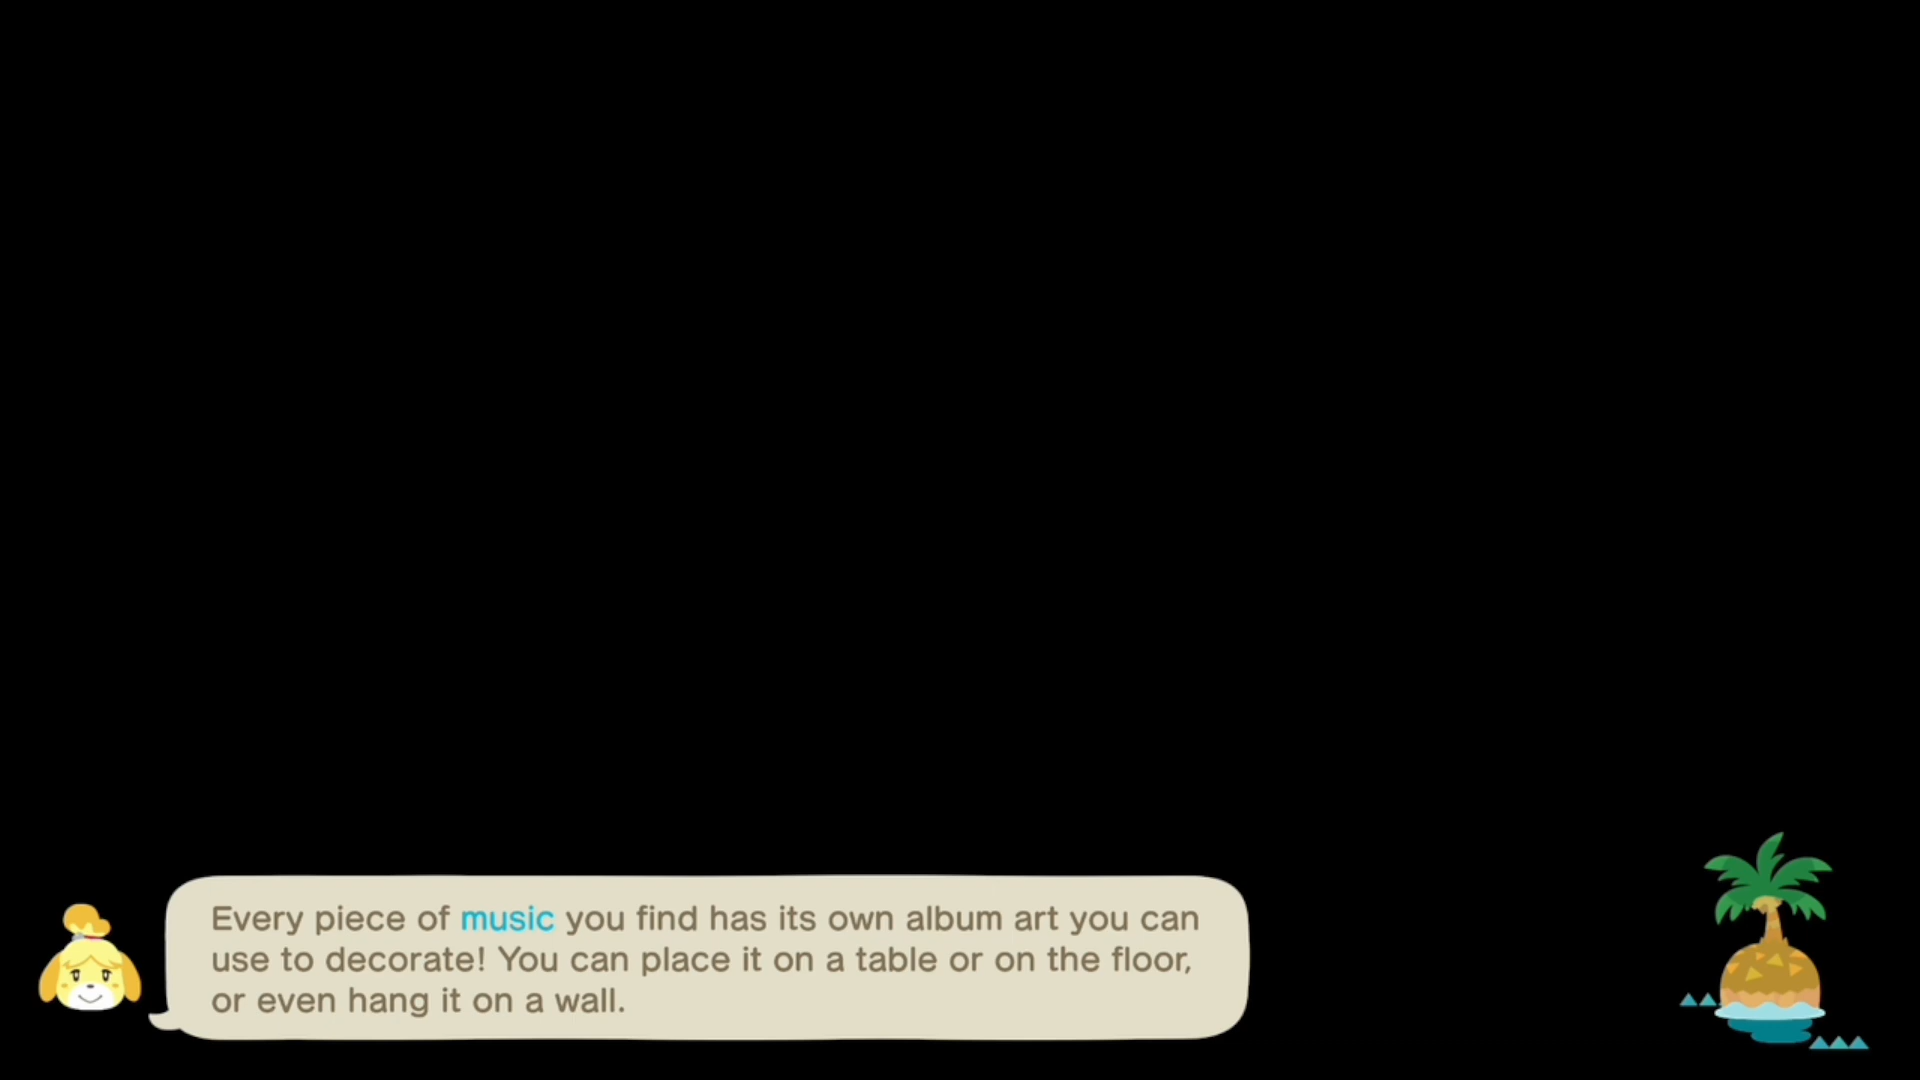 Every piece of music you find has its own album art you can
use to decorate! You can place it on a table or on the floor,
or even hang it on a wall.